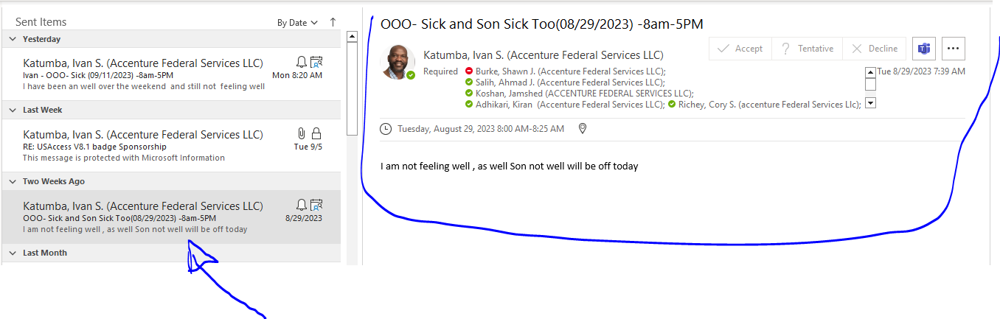 Sent Items
By Date
Yesterday
Katumba, Ivan S. (Accenture Federal Services LLC)
Ivan - OOO- Sick (09/11/2023) -8am-5PM
Mon 8:20 AM
I have been an well over the weekend and still not feeling well
Last Week
Katumba, Ivan S. (Accenture Federal Services LLC)
RE: USAccess V8.1 badge Sponsorship
Tue 9/5
This message is protected with Microsoft Information
Two Weeks Ago
Katumba, Ivan S. (Accenture Federal Services LLC)
OOO- Sick and Son Sick Too(08/29/2023) -8am-5PM
8/29/2023
I am not feeling well , as well Son not well will be off today
Last Month
OOO- Sick and Son Sick Too(08/29/2023) -8am-5PM
Katumba, Ivan S. (Accenture Federal Services LLC)
Accept
? Tentative
Decline
Required
Burke, Shawn J. (Accenture Federal Services LLC);
Salih, Ahmad J. (Accenture Federal Services LLC);
Koshan, Jamshed (ACCENTURE FEDERAL SERVICES LLC);
Adhikari, Kiran (Accenture Federal Services LLC); Richey, Cory S. (accenture Federal Services Llc);
Tue 8/29/2023 7:39 AM
Tuesday, August 29, 2023 8:00 AM-8:25 AM
I am not feeling well , as well Son not well will be off today